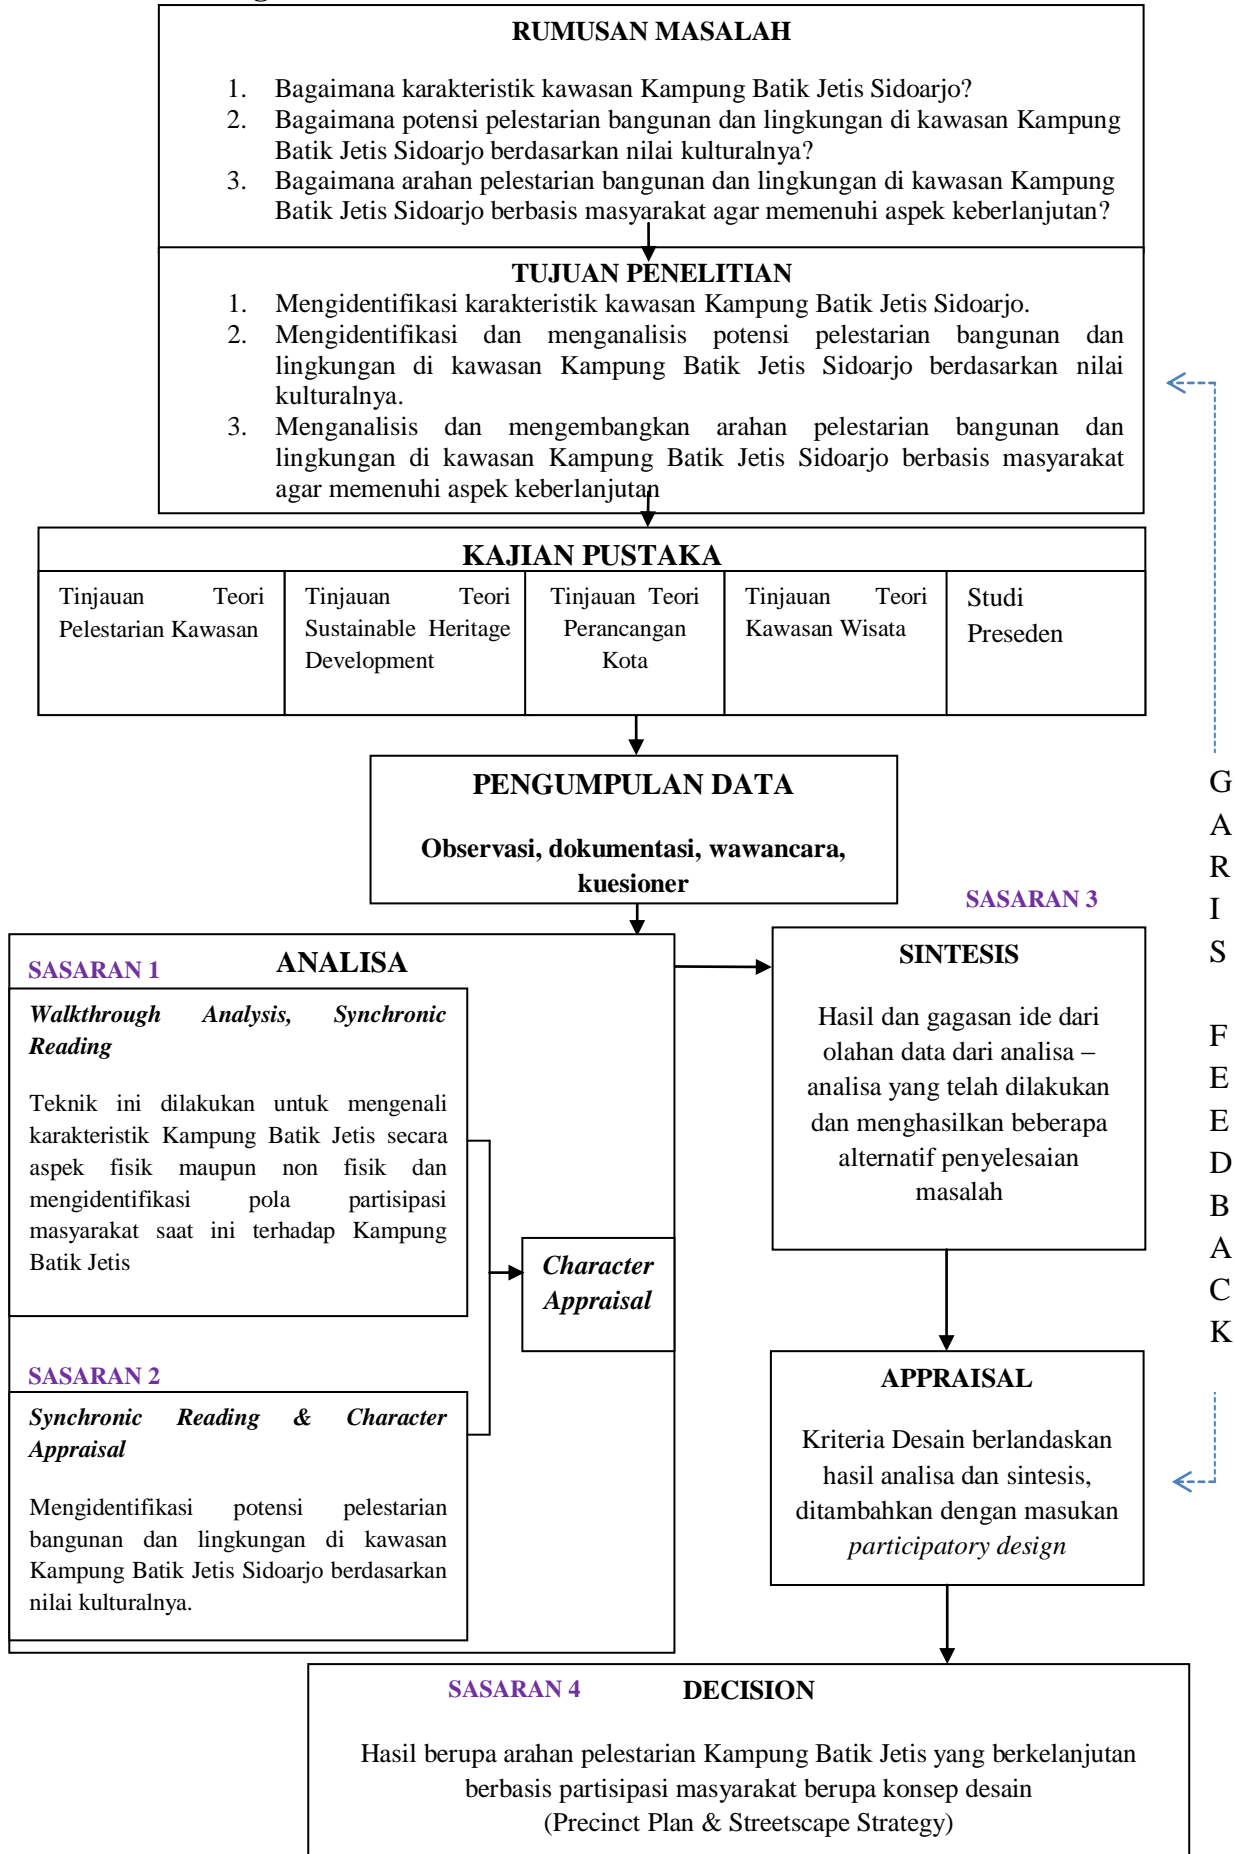 RUMUSAN MASALAH
1. Bagaimana karakteristik kawasan Kampung Batik Jetis Sidoarjo?
2. Bagaimana potensi pelestarian bangunan dan lingkungan di kawasan Kampung
Batik Jetis Sidoarjo berdasarkan nilai kulturalnya?
3. Bagaimana arahan pelestarian bangunan dan lingkungan di kawasan Kampung
Batik Jetis Sidoarjo berbasis masyarakat agar memenuhi aspek keberlanjutan?
TUJUAN PENELITIAN
1. Mengidentifikasi karakteristik kawasan Kampung Batik Jetis Sidoarjo.
2. Mengidentifikasi dan menganalisis potensi pelestarian bangunan dan
lingkungan di kawasan Kampung Batik Jetis Sidoarjo berdasarkan nilai
kulturalnya.
3. Menganalisis dan mengembangkan arahan pelestarian bangunan dan
lingkungan di kawasan Kampung Batik Jetis Sidoarjo berbasis masyarakat
agar memenuhi aspek keberlanjutan
KAJIAN PUSTAKA
Tinjauan Teori
Pelestarian Kawasan
Tinjauan Teori
Sustainable Heritage
Development
Tinjauan Teori
Perancangan
Kota
Tinjauan Teori
Kawasan Wisata
Studi
Preseden
PENGUMPULAN DATA
Observasi, dokumentasi, wawancara,
kuesioner
ANALISA
SASARAN 1
Walkthrough Analysis, Synchronic
Reading
Teknik ini dilakukan untuk mengenali
karakteristik Kampung Batik Jetis secara
aspek fisik maupun non fisik dan
mengidentifikasi pola partisipasi
masyarakat saat ini terhadap Kampung
Batik Jetis
SASARAN 2
Synchronic Reading & Character
Appraisal
Mengidentifikasi potensi pelestarian
bangunan dan lingkungan di kawasan
Kampung Batik Jetis Sidoarjo berdasarkan
nilai kulturalnya.
Character
Appraisal
SASARAN 3
SINTESIS
Hasil dan gagasan ide dari
olahan data dari analisa –
analisa yang telah dilakukan
dan menghasilkan beberapa
alternatif penyelesaian
masalah
APPRAISAL
Kriteria Desain berlandaskan
hasil analisa dan sintesis,
ditambahkan dengan masukan
participatory design
SASARAN 4 DECISION
Hasil berupa arahan pelestarian Kampung Batik Jetis yang berkelanjutan
berbasis partisipasi masyarakat berupa konsep desain
(Precinct Plan & Streetscape Strategy)
G
A
R
I
S
F
E
E
D
B
A
C
K